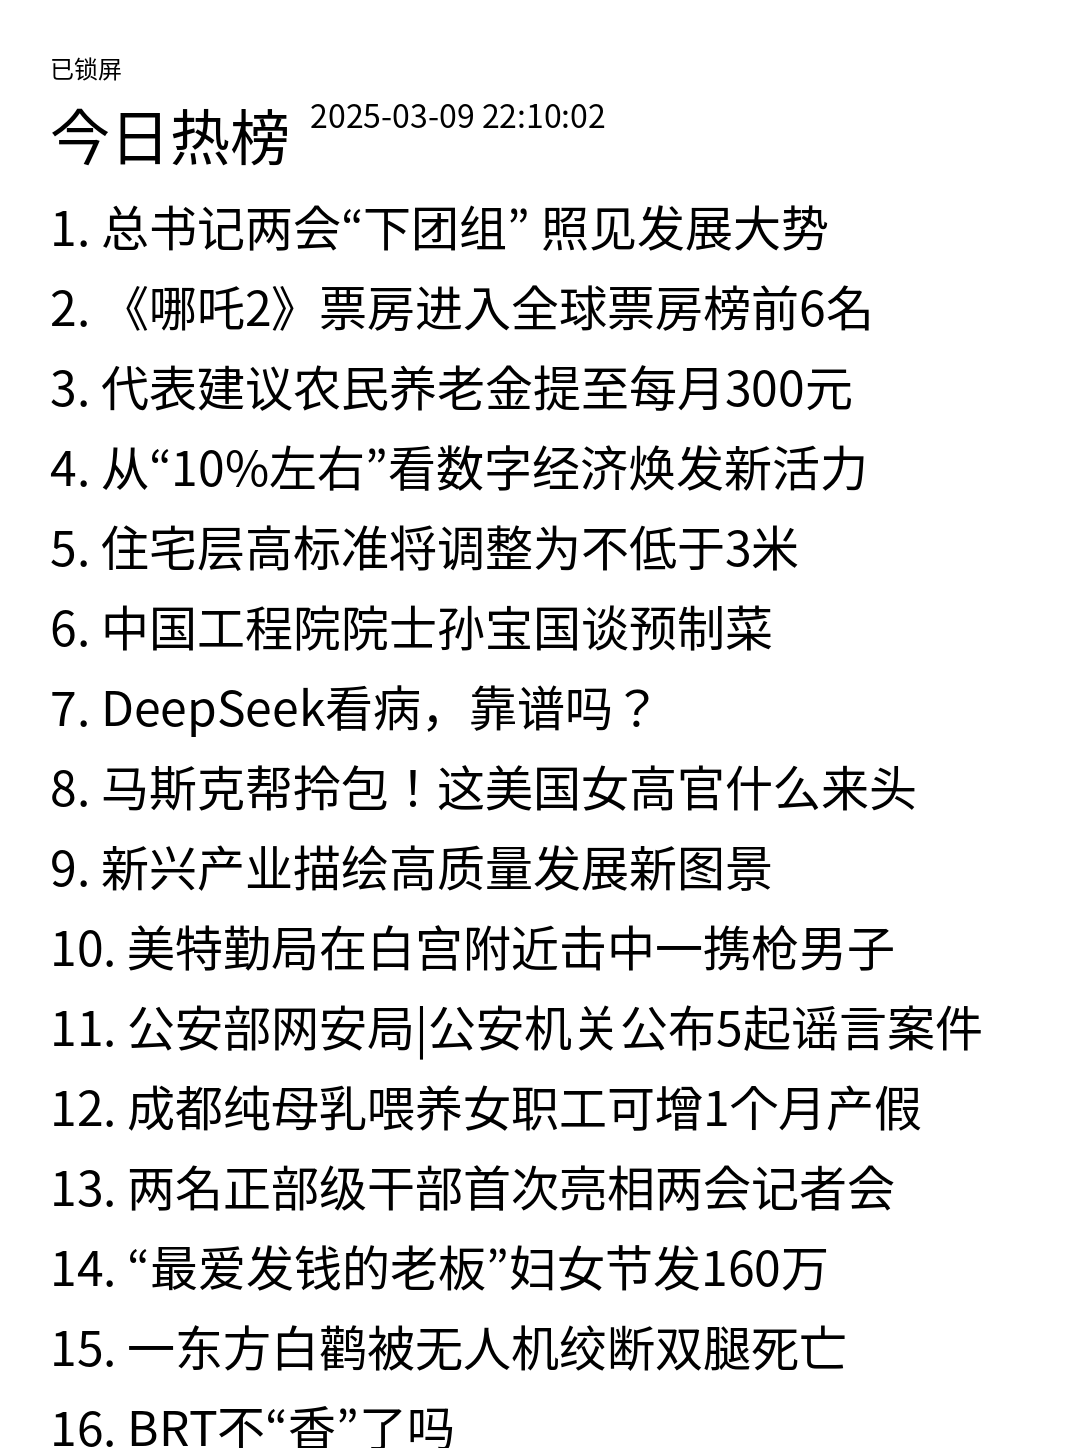 已锁屏
今日热榜 2025-03-09 22:10:02
1. 总书记两会“下团组” 照见发展大势
2. 《哪吒2》票房进入全球票房榜前6名
3. 代表建议农民养老金提至每月300元
4. 从“10%左右”看数字经济焕发新活力
5. 住宅层高标准将调整为不低于3米
6. 中国工程院院士孙宝国谈预制菜
7. DeepSeek看病，靠谱吗？
8. 马斯克帮拎包！这美国女高官什么来头
9. 新兴产业描绘高质量发展新图景
10. 美特勤局在白宫附近击中一携枪男子
11. 公安部网安局|公安机关公布5起谣言案件
12. 成都纯母乳喂养女职工可增1个月产假
13. 两名正部级干部首次亮相两会记者会
14. “最爱发钱的老板”妇女节发160万
15. 一东方白鹳被无人机绞断双腿死亡
16. BRT不“香”了吗